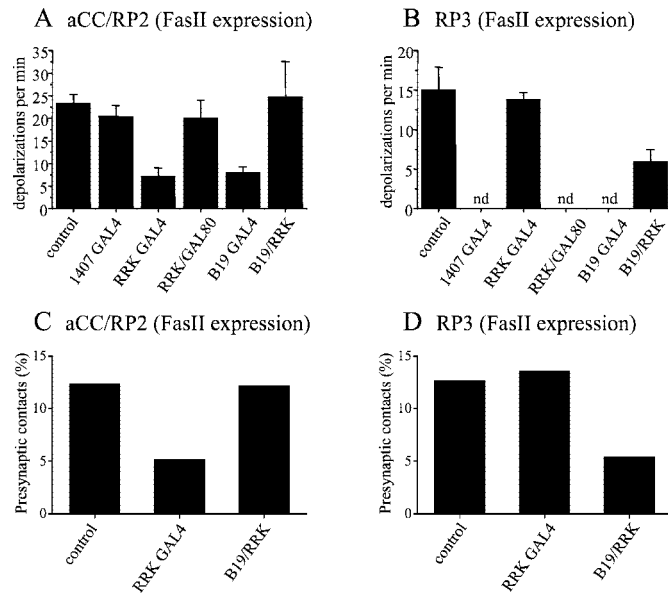 A aCC/RP2 (FasII expression)
depolarizations per min
35
30
25
20
15
10
5
0
control
1407 GAL4
RRK GAL4
RRK/GAL80
B19 GAL4
B19/RRK
B RP3 (FasII expression)
depolarizations per min
20
15
10
5
0
nd
nd
nd
control
1407 GAL4
RRK GAL4
RRK/GAL80
B19 GAL4
B19/RRK
C aCC/RP2 (FasII expression)
Presynaptic contacts (%)
15
10
5
0
control
RRK GAL4
B19/RRK
D RP3 (FasII expression)
Presynaptic contacts (%)
15
10
5
0
control
RRK GAL4
B19/RRK